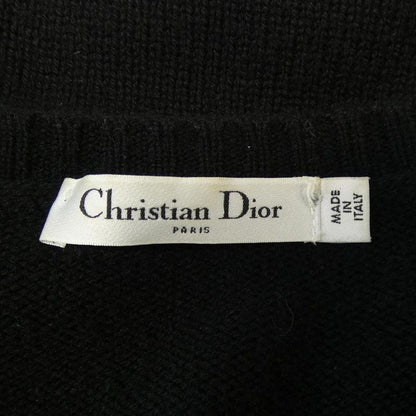 Christian Dior
PARIS
MADE
IN
ITALY